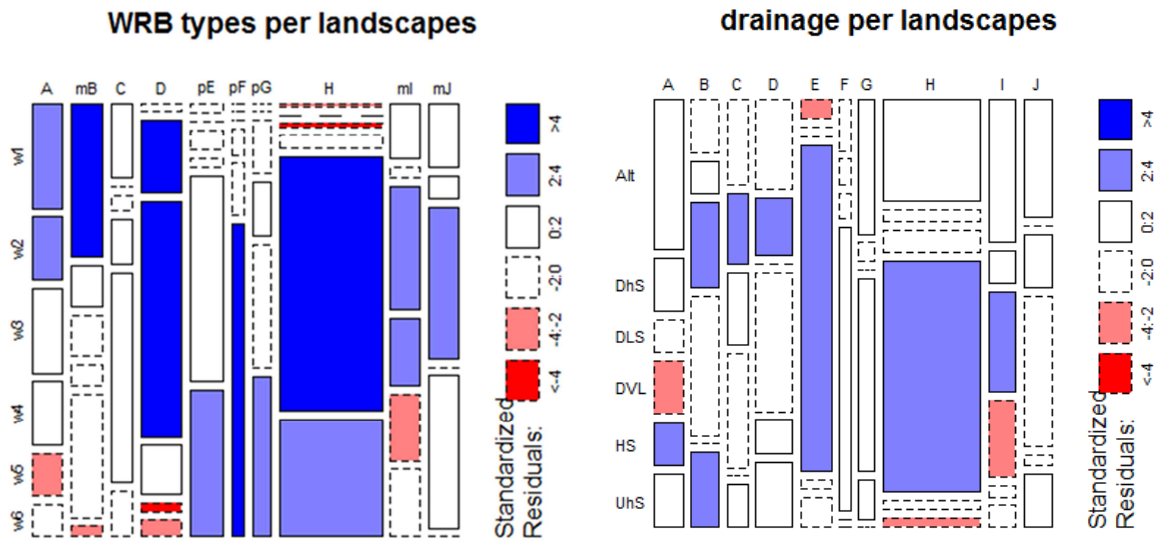 WRB types per landscapes
A mB C D pE pF pG H mI mJ
w1
w2
w3
w4
w5
w6
>4
2:4
0:2
-2:0
-4:-2
<-4
Standardized
Residuals:
drainage per landscapes
A B C D E F G H I J
Alt
DhS
DLS
DVL
HS
UhS
>4
2:4
0:2
-2:0
-4:-2
<-4
Standardized
Residuals: